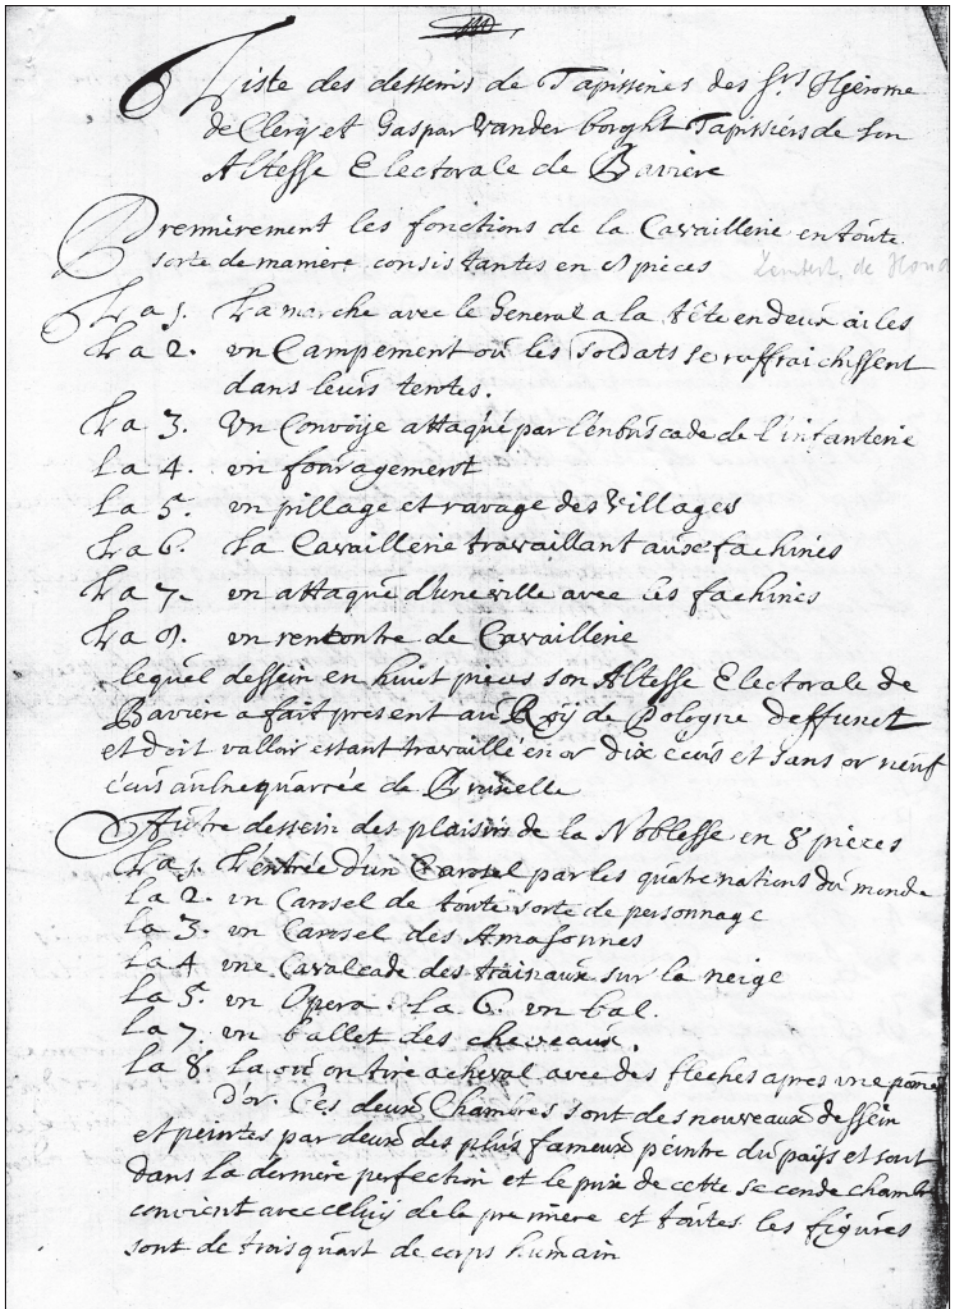 Liste des desseins de Tapisseries des Srs Hierome
de Clerq et Gaspar Vander borght Tapissiers de Son
Altesse Electorale de Baviere
Premierement les fonctions de la Cavaillerie en toute
sorte de maniere consistantes en 8 pieces
La 1. La marche avec le General a la tête en deux ailes
La 2. un Campement où les soldats se raffraichissent
dans leurs tentes.
La 3. Un Convoije attaqué par l'enbuscade de l'infanterie
La 4. un fouragement
La 5. un pillage et ravage des Villages
La 6. La Cavaillerie travaillant aux fachines
La 7. un attaque d'une ville avec les fachines
La 8. un rencontre de Cavaillerie
lequel dessein en huict pieces son Altesse Electorale de
Baviere a fait present au Roij de Pologne deffunct
et doit valloir estant travaillé en or dix ecus et sans or neuf
écus aulne quarrée de Bruxelle
Autre dessein des plaisirs de la Noblesse en 8 pieces
La 1. L'entrée d'un Carosel par les quatre nations du monde
La 2. un Carosel de toute sorte de personnage
La 3. un Carosel des Amasonnes
La 4 une Cavalcade des traisnaux sur la neige
La 5. un Opera. La 6. un bal.
La 7. un ballet des chevaux.
La 8. La où on tire a cheval avec des fleches apres une pome
D'or. Ces deux Chambres sont des nouveaux dessein
et peintes par deux des plus fameux peintre du pays et sont
dans la derniere perfection et le prix de cette seconde chambre
convient avec celuy de la premiere et toutes les figures
sont de trois quart de corps humain